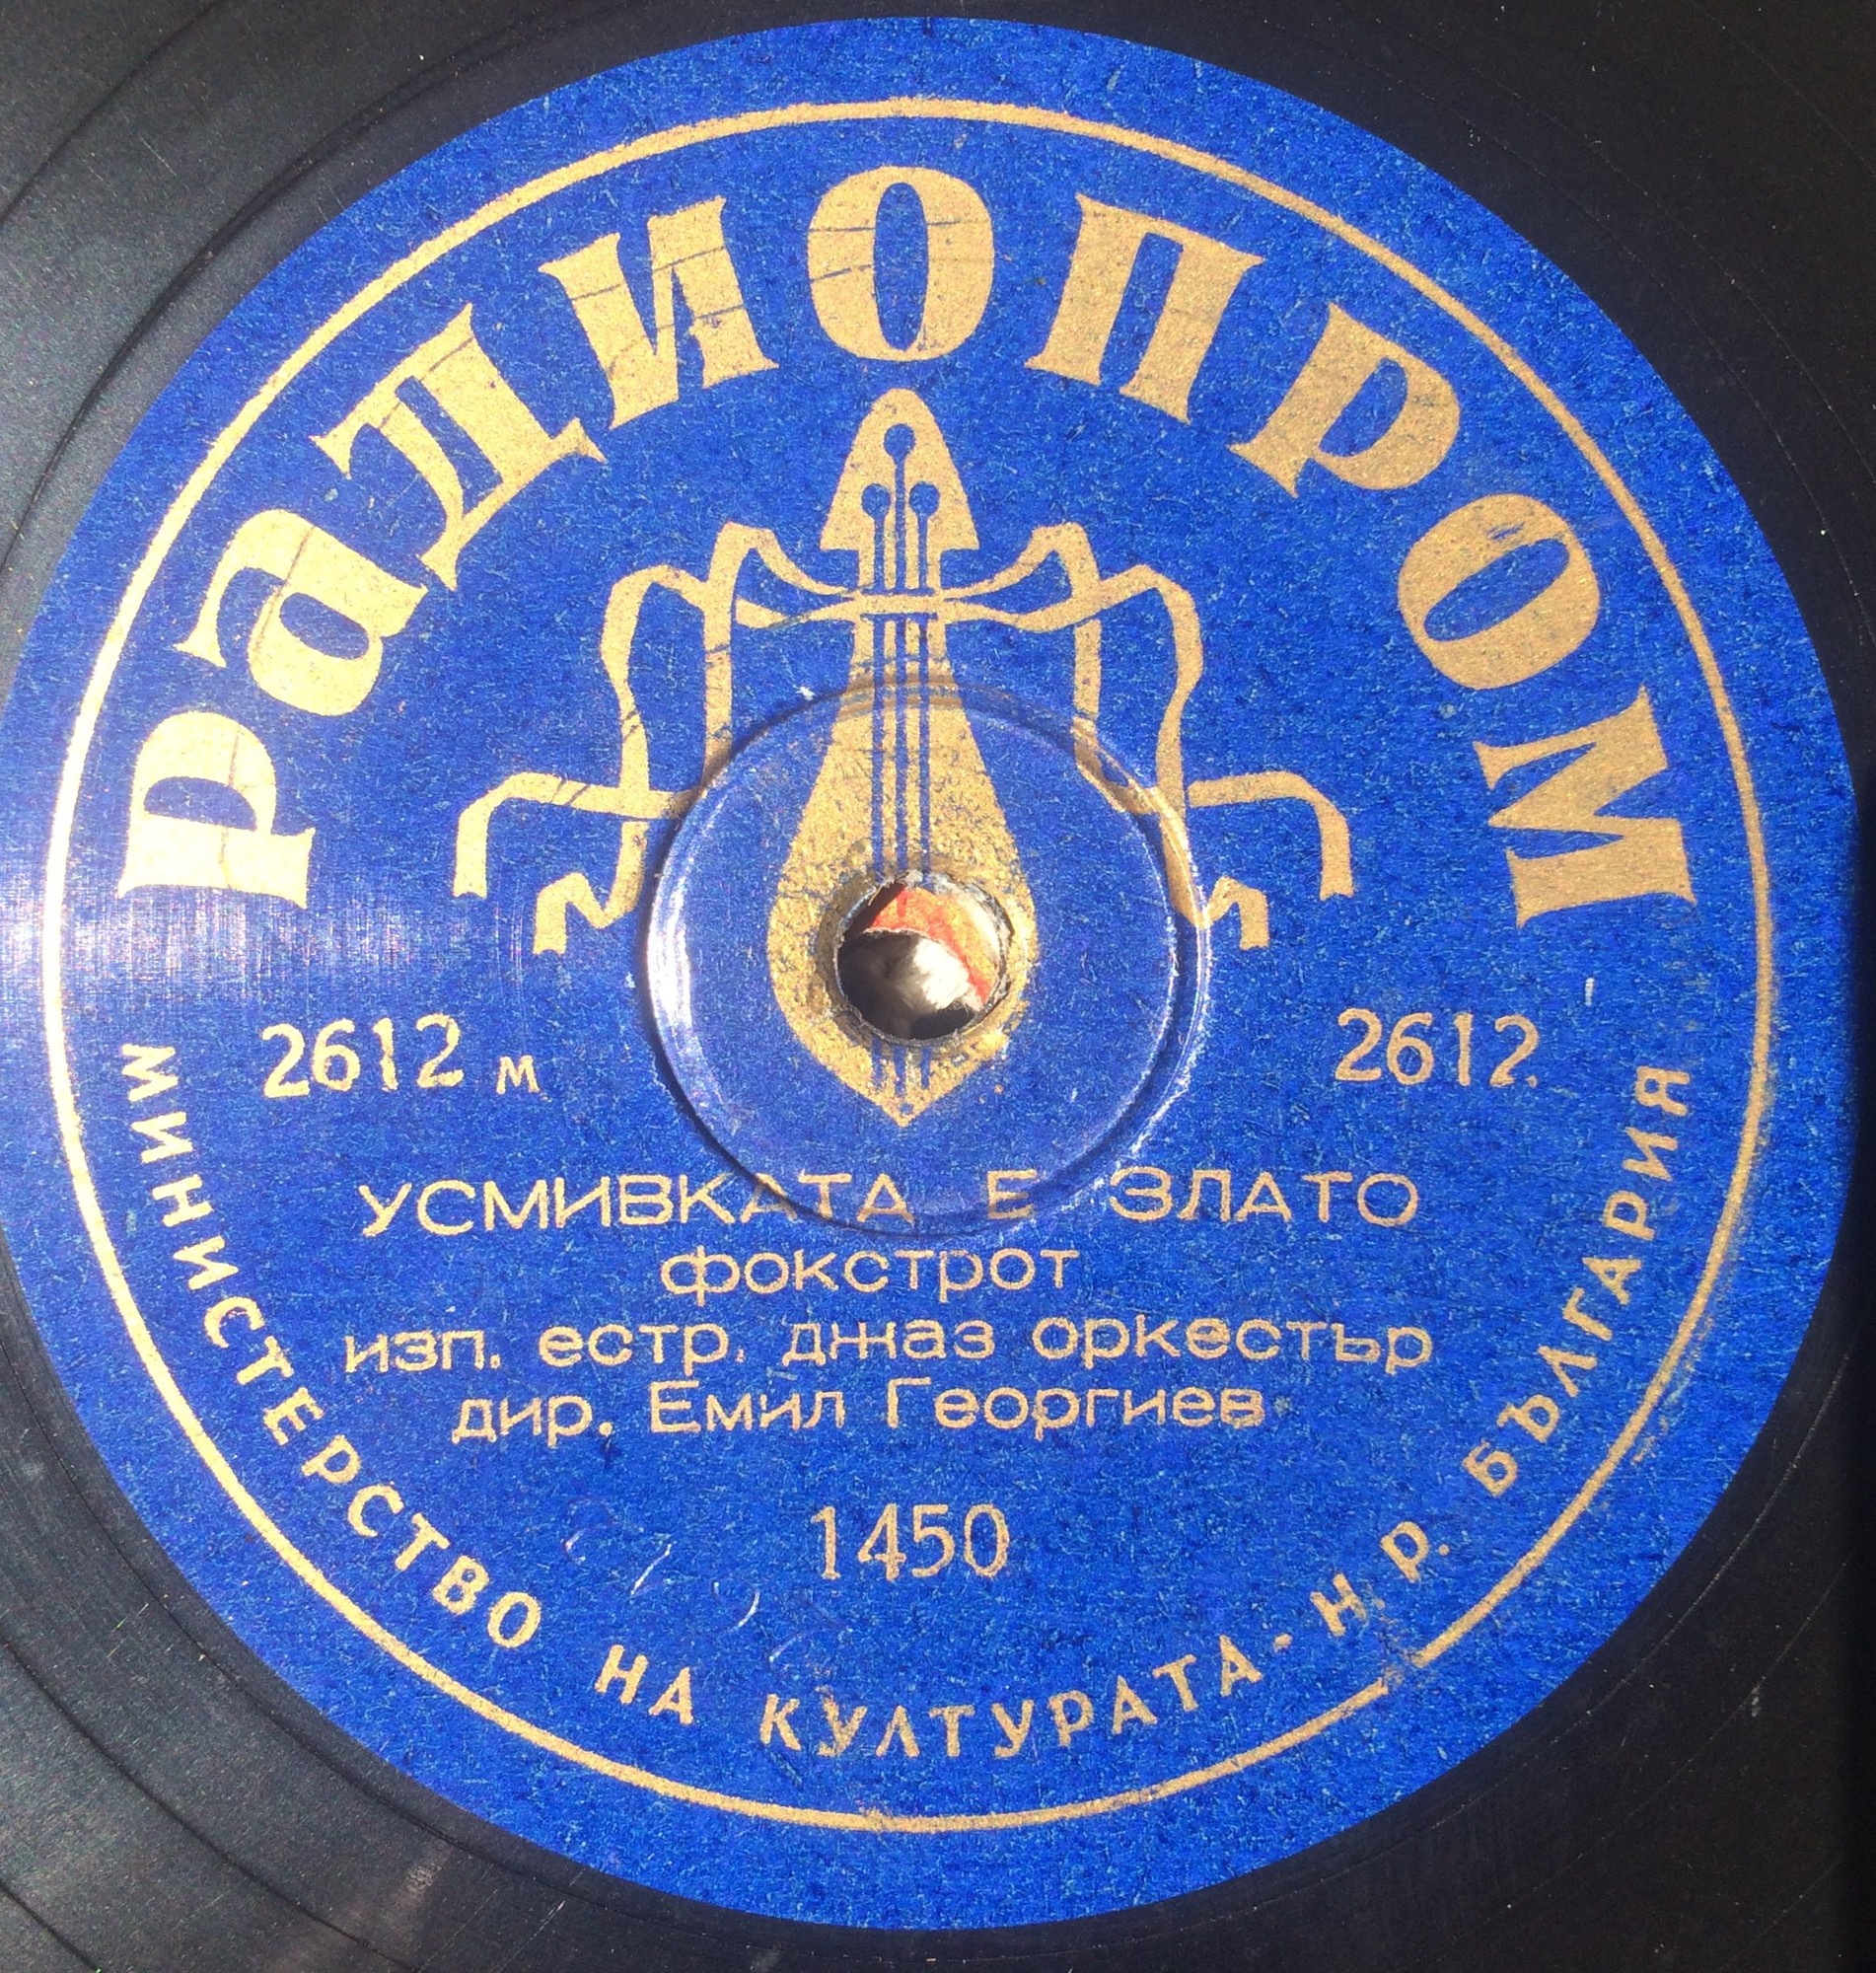 Радиопром
2612 м
2612
УСМИВКАТА Е ЗЛАТО
фокстрот
изп. естр. джаз оркестър
дир. Емил Георгиев
1450
МИНИСТЕРСТВО НА КУЛТУРАТА - Н. Р. БЪЛГАРИЯ